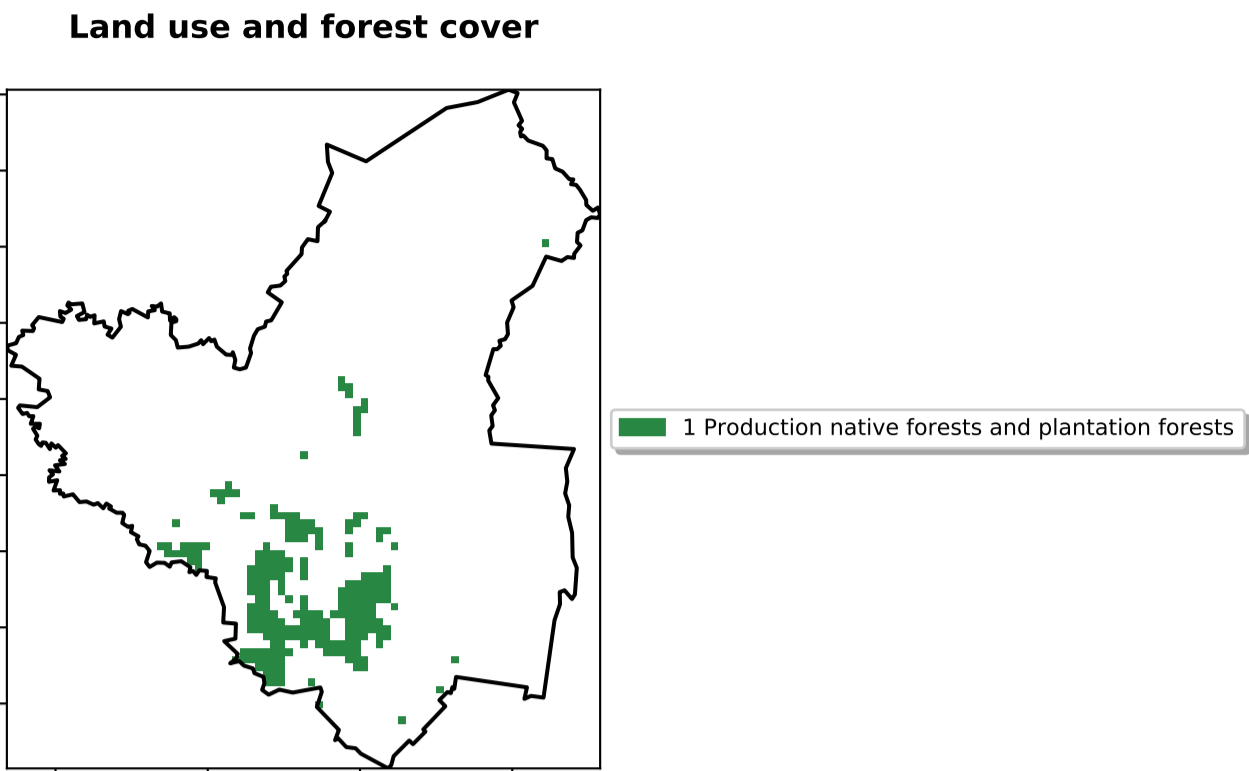 Land use and forest cover
1 Production native forests and plantation forests